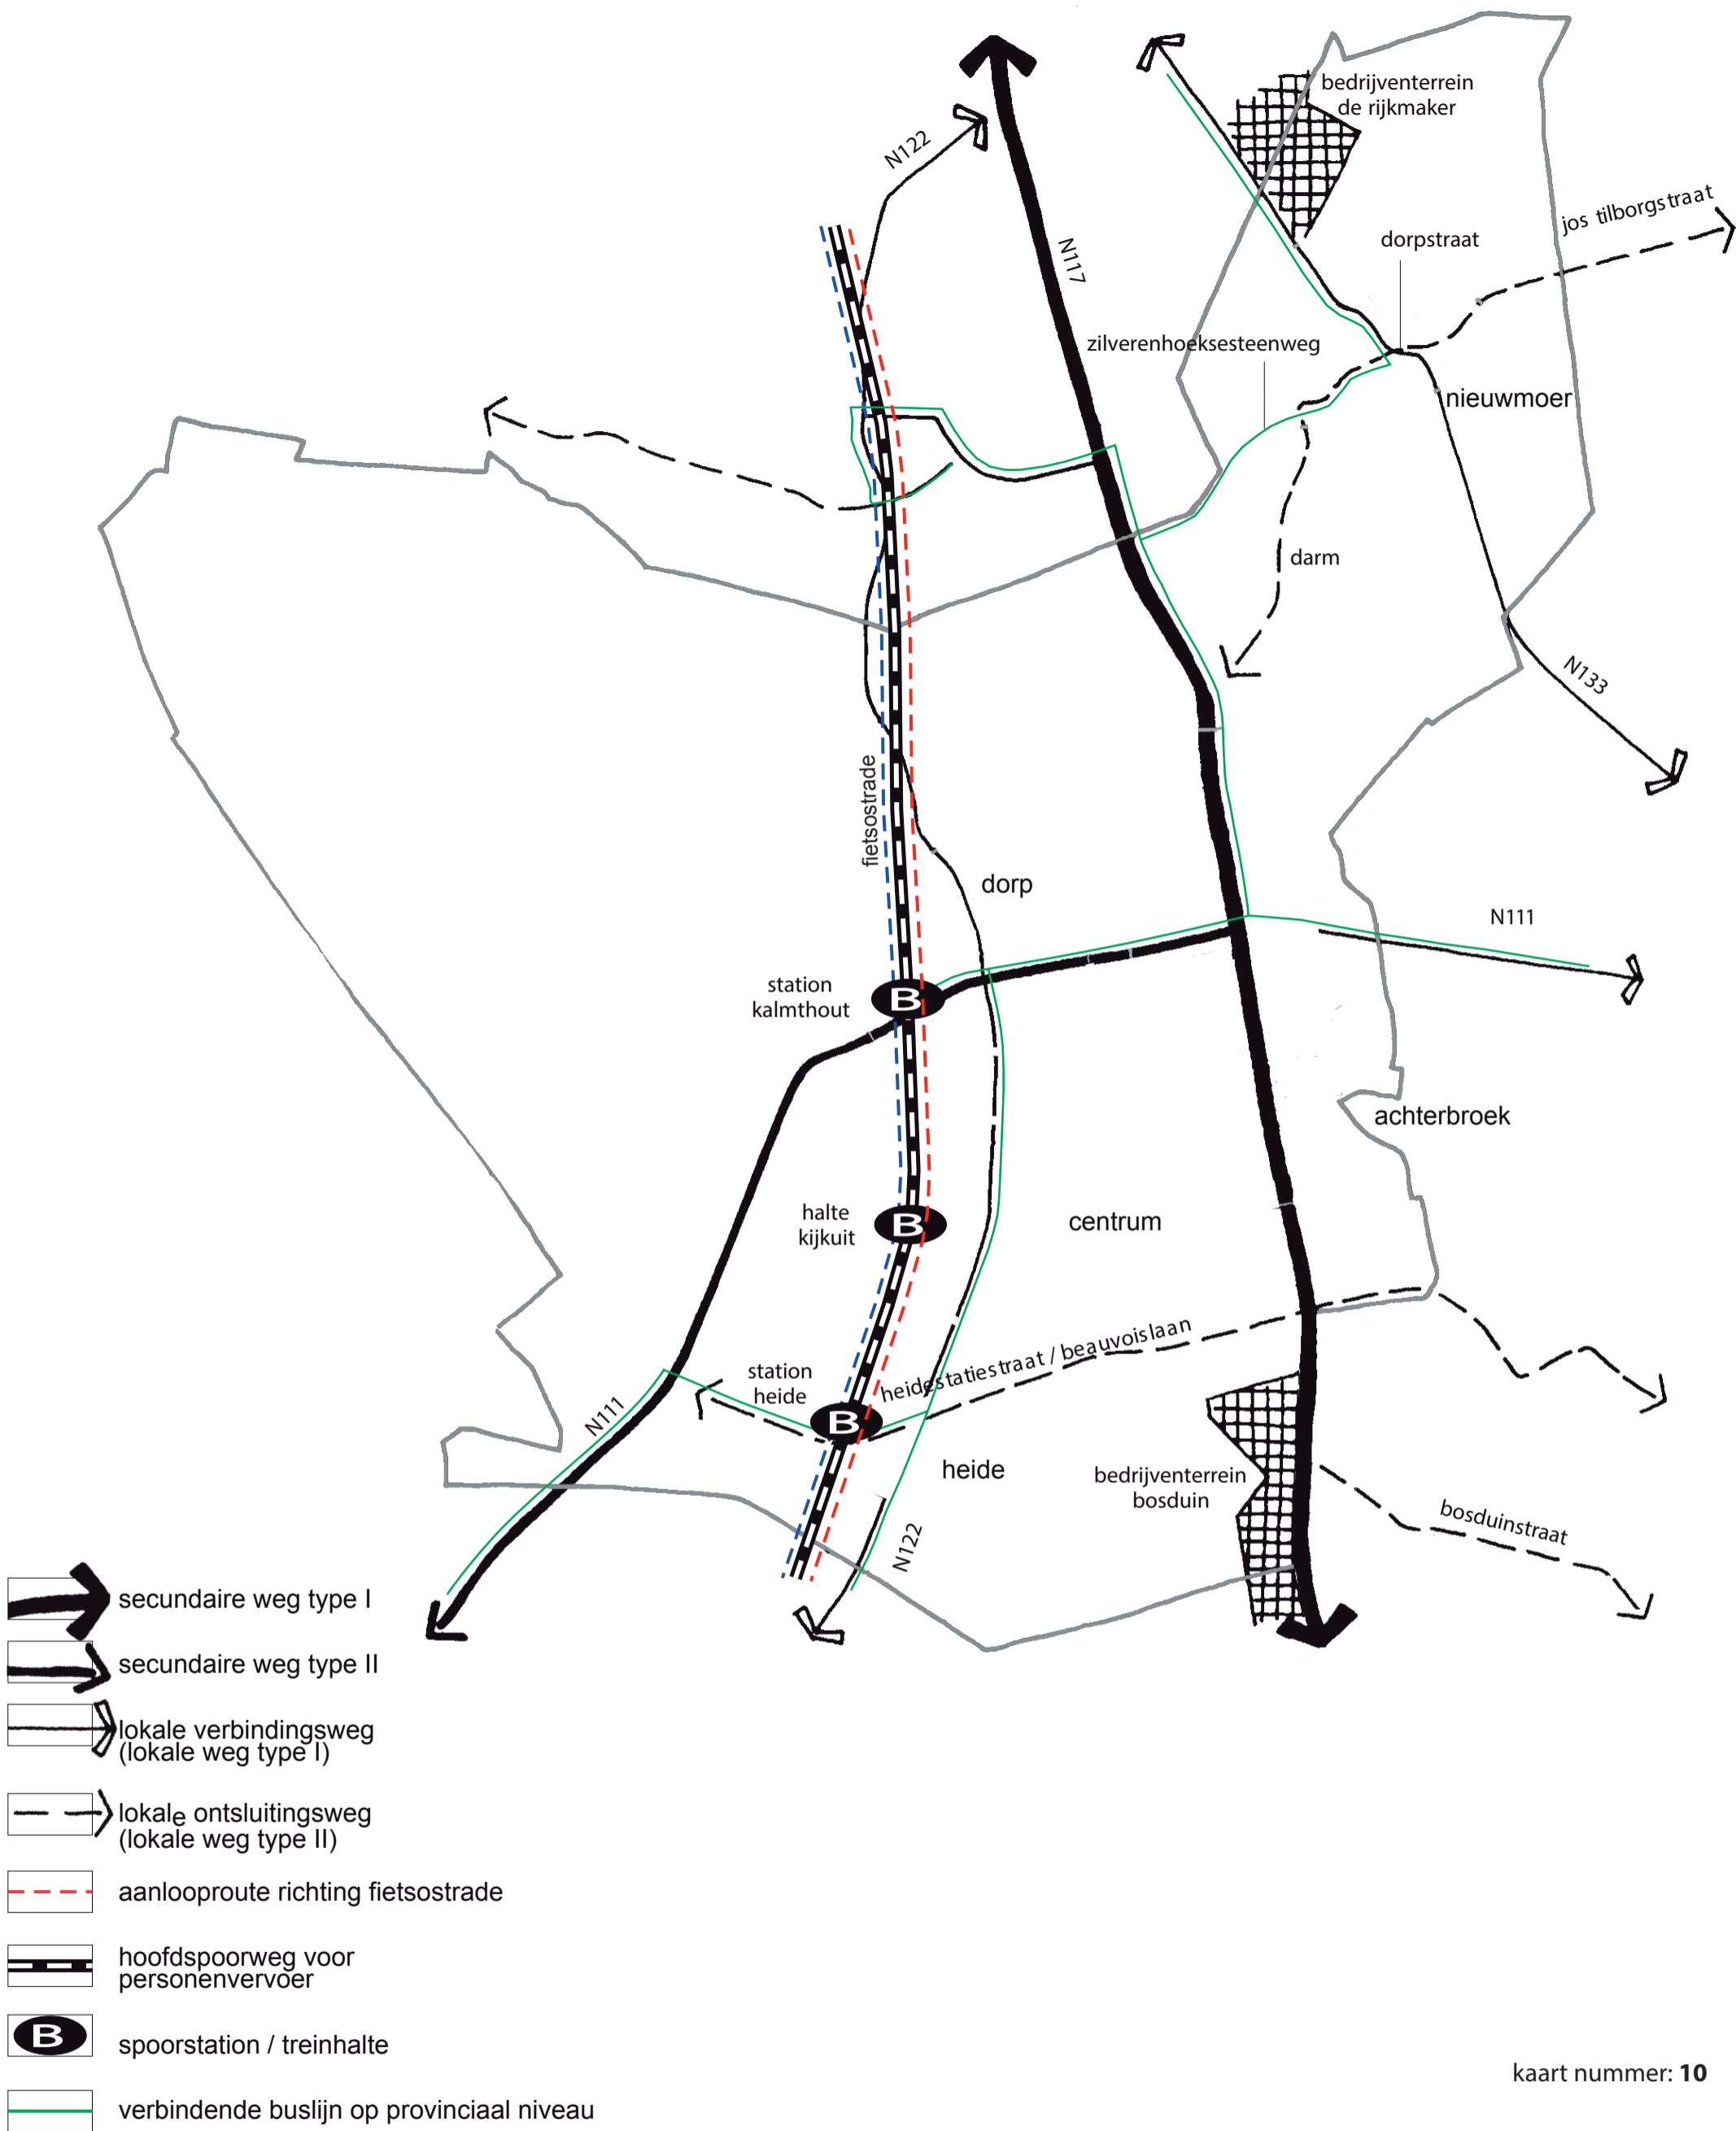 bedrijventerrein
de rijkmaker
N122
jos tilborgstraat
dorpstraat
N117
zilverenhoeksesteenweg
nieuwmoer
darm
N133
fietsostrade
dorp
N111
station
kalmthout
B
achterbroek
halte
kijkuit
B
centrum
heidestatiestraat / beauvoislaan
station
heide
B
N111
heide
bedrijventerrein
bosduin
bosduinstraat
N122
secundaire weg type I
secundaire weg type II
lokale verbindingsweg
(lokale weg type I)
lokale ontsluitingsweg
(lokale weg type II)
aanlooproute richting fietsostrade
hoofdspoorweg voor
personenvervoer
B
spoorstation / treinhalte
kaart nummer: 10
verbindende buslijn op provinciaal niveau